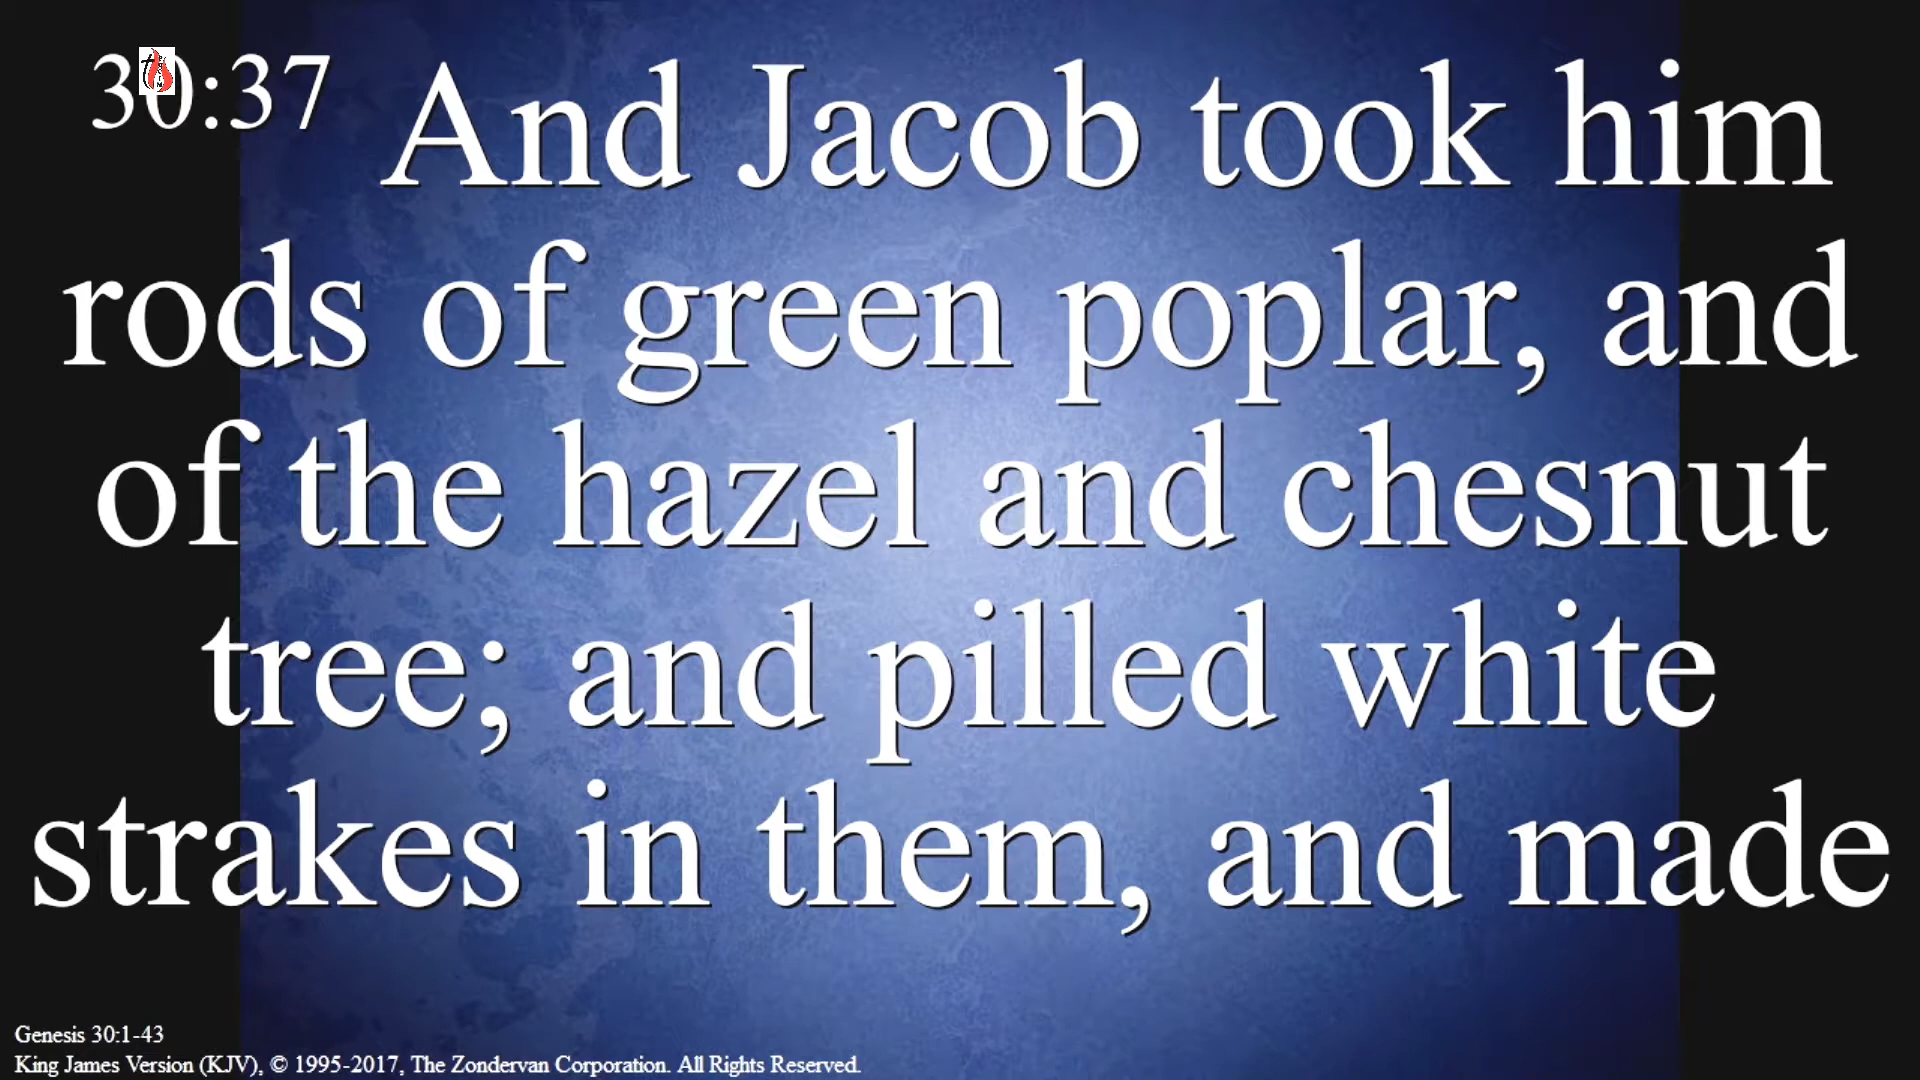 30:37 And Jacob took him
rods of green poplar, and
of the hazel and chesnut
tree; and pilled white
strakes in them, and made
Genesis 30:1-43
King James Version (KJV), © 1995-2017, The Zondervan Corporation. All Rights Reserved.